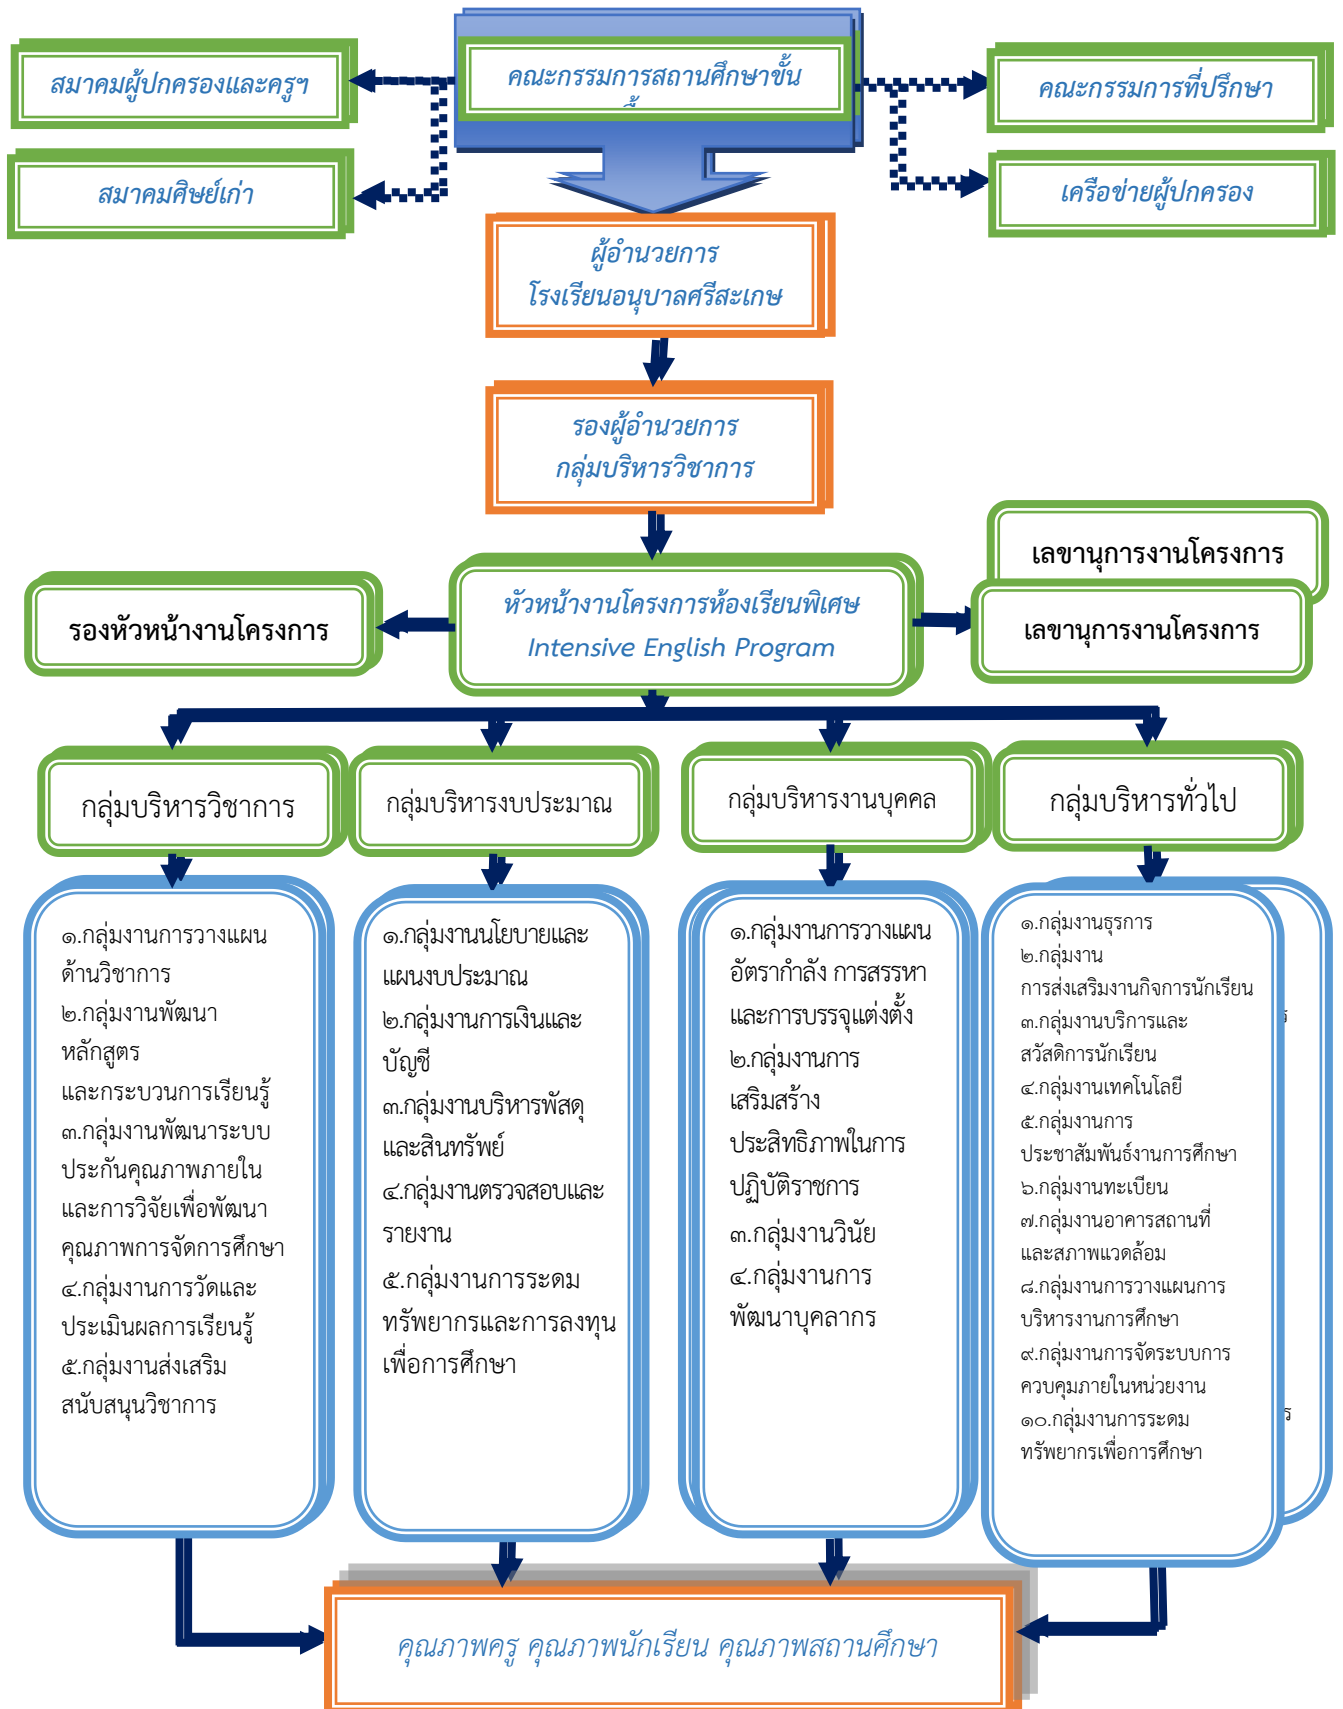 คณะกรรมการสถานศึกษาขั้น
สมาคมผู้ปกครองและครูฯ
คณะกรรมการที่ปรึกษา
สมาคมศิษย์เก่า
เครือข่ายผู้ปกครอง
ผู้อำนวยการ
โรงเรียนอนุบาลศรีสะเกษ
รองผู้อำนวยการ
กลุ่มบริหารวิชาการ
เลขานุการงานโครงการ
หัวหน้างานโครงการห้องเรียนพิเศษ
Intensive English Program
รองหัวหน้างานโครงการ
เลขานุการงานโครงการ
กลุ่มบริหารวิชาการ
กลุ่มบริหารงบประมาณ
กลุ่มบริหารงานบุคคล
กลุ่มบริหารทั่วไป
๑.กลุ่มงานการวางแผน
ด้านวิชาการ
๒.กลุ่มงานพัฒนา
หลักสูตร
และกระบวนการเรียนรู้
๓.กลุ่มงานพัฒนาระบบ
ประกันคุณภาพภายใน
และการวิจัยเพื่อพัฒนา
คุณภาพการจัดการศึกษา
๔.กลุ่มงานการวัดและ
ประเมินผลการเรียนรู้
๕.กลุ่มงานส่งเสริม
สนับสนุนวิชาการ
๑.กลุ่มงานนโยบายและ
แผนงบประมาณ
๒.กลุ่มงานการเงินและ
บัญชี
๓.กลุ่มงานบริหารพัสดุ
และสินทรัพย์
๔.กลุ่มงานตรวจสอบและ
รายงาน
๕.กลุ่มงานการระดม
ทรัพยากรและการลงทุน
เพื่อการศึกษา
๑.กลุ่มงานการวางแผน
อัตรากำลัง การสรรหา
และการบรรจุแต่งตั้ง
๒.กลุ่มงานการ
เสริมสร้าง
ประสิทธิภาพในการ
ปฏิบัติราชการ
๓.กลุ่มงานวินัย
๔.กลุ่มงานการ
พัฒนาบุคลากร
๑.กลุ่มงานธุรการ
๒.กลุ่มงาน
การส่งเสริมงานกิจการนักเรียน
๓.กลุ่มงานบริการและ
สวัสดิการนักเรียน
๔.กลุ่มงานเทคโนโลยี
๕.กลุ่มงานการ
ประชาสัมพันธ์งานการศึกษา
๖.กลุ่มงานทะเบียน
๗.กลุ่มงานอาคารสถานที่
และสภาพแวดล้อม
๘.กลุ่มงานการวางแผนการ
บริหารงานการศึกษา
๙.กลุ่มงานการจัดระบบการ
ควบคุมภายในหน่วยงาน
๑๐.กลุ่มงานการระดม
ทรัพยากรเพื่อการศึกษา
คุณภาพครู คุณภาพนักเรียน คุณภาพสถานศึกษา